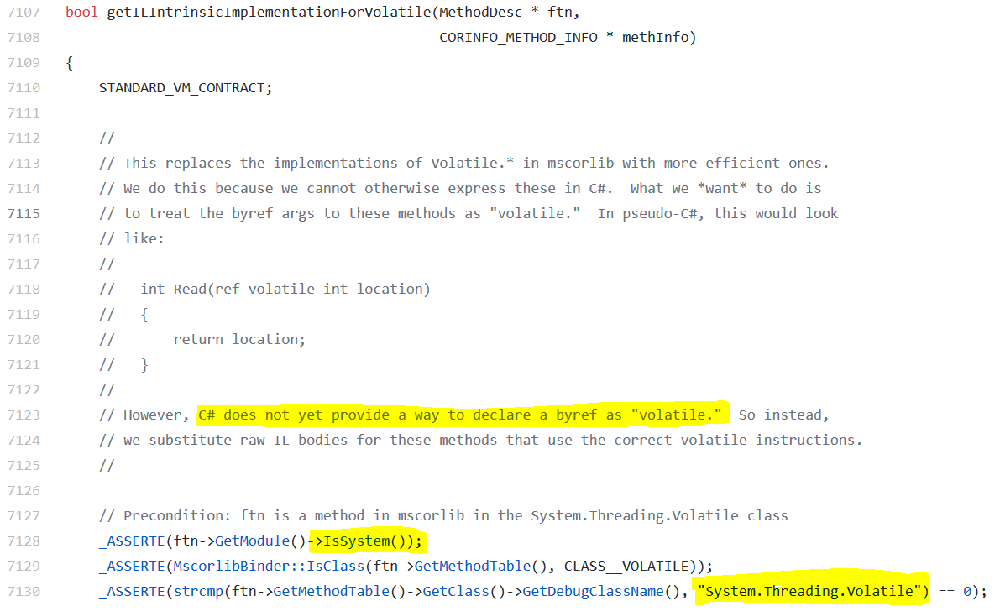 7107 bool getILIntrinsicImplementationForVolatile(MethodDesc * ftn,
7108 CORINFO_METHOD_INFO * methInfo)
7109 {
7110 STANDARD_VM_CONTRACT;
7111
7112 //
7113 // This replaces the implementations of Volatile.* in mscorlib with more efficient ones.
7114 // We do this because we cannot otherwise express these in C#.  What we *want* to do is
7115 // to treat the byref args to these methods as "volatile."  In pseudo-C#, this would look
7116 // like:
7117 //
7118 //   int Read(ref volatile int location)
7119 //   {
7120 //       return location;
7121 //   }
7122 //
7123 // However, C# does not yet provide a way to declare a byref as "volatile."  So instead,
7124 // we substitute raw IL bodies for these methods that use the correct volatile instructions.
7125 //
7126
7127 // Precondition: ftn is a method in mscorlib in the System.Threading.Volatile class
7128 _ASSERTE(ftn->GetModule()->IsSystem());
7129 _ASSERTE(MscorlibBinder::IsClass(ftn->GetMethodTable(), CLASS__VOLATILE));
7130 _ASSERTE(strcmp(ftn->GetMethodTable()->GetClass()->GetDebugClassName(), "System.Threading.Volatile") == 0);